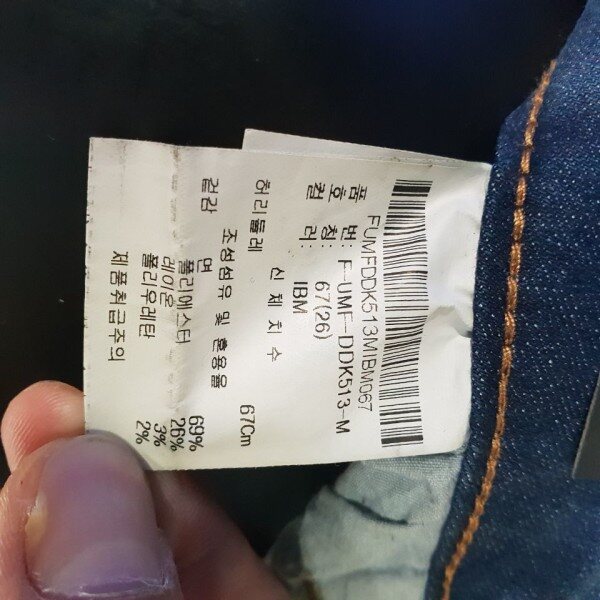 FUMFDDK513MIBM067
품 번: F-UMF-DDK513-M
호 칭: 67(26)
컬 러: IBM
신 체 치 수
허리둘레 67Cm
조성섬유 및 혼용율
겉감 면 69%
폴리에스터 26%
레이온 3%
폴리우레탄 2%
제품취급주의